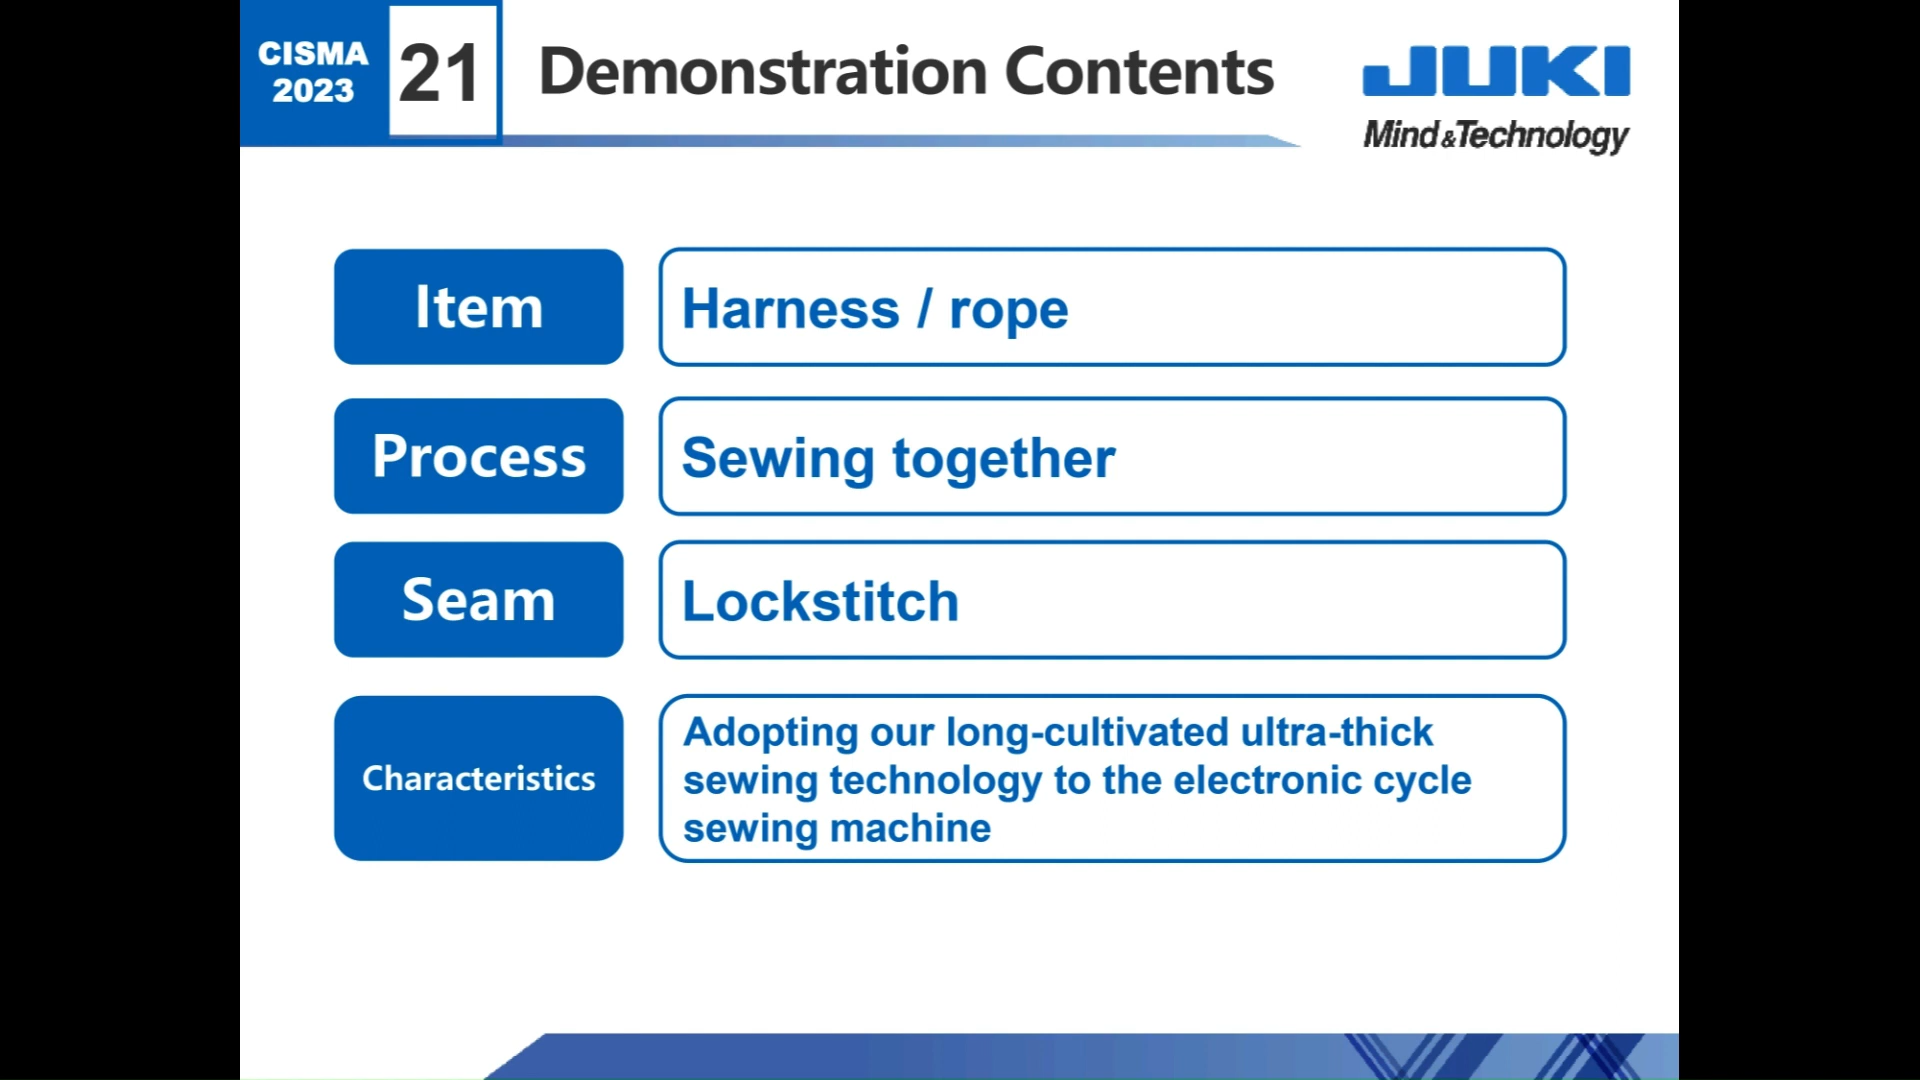 CISMA
2023
21
Demonstration Contents
JUKI
Mind&Technology
Item
Harness / rope
Process
Sewing together
Seam
Lockstitch
Characteristics
Adopting our long-cultivated ultra-thick
sewing technology to the electronic cycle
sewing machine